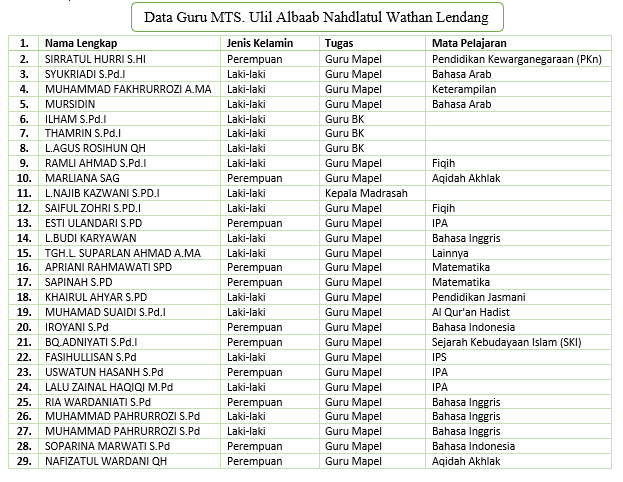 Data Guru MTS. Ulil Albaab Nahdlatul Wathan Lendang
1. Nama Lengkap Jenis Kelamin Tugas Mata Pelajaran
2. SIRRATUL HURRI S.HI Perempuan Guru Mapel Pendidikan Kewarganegaraan (PKn)
3. SYUKRIADI S.Pd.I Laki-laki Guru Mapel Bahasa Arab
4. MUHAMMAD FAKHRURROZI A.MA Laki-laki Guru Mapel Keterampilan
5. MURSIDIN Laki-laki Guru Mapel Bahasa Arab
6. ILHAM S.Pd.I Laki-laki Guru BK
7. THAMRIN S.Pd.I Laki-laki Guru BK
8. L.AGUS ROSIHUN QH Laki-laki Guru BK
9. RAMLI AHMAD S.Pd.I Laki-laki Guru Mapel Fiqih
10. MARLIANA SAG Perempuan Guru Mapel Aqidah Akhlak
11. L.NAJIB KAZWANI S.PD.I Laki-laki Kepala Madrasah
12. SAIFUL ZOHRI S.PD.I Laki-laki Guru Mapel Fiqih
13. ESTI ULANDARI S.PD Perempuan Guru Mapel IPA
14. L.BUDI KARYAWAN Laki-laki Guru Mapel Bahasa Inggris
15. TGH.L. SUPARLAN AHMAD A.MA Laki-laki Guru Mapel Lainnya
16. APRIANI RAHMAWATI SPD Perempuan Guru Mapel Matematika
17. SAPINAH S.PD Perempuan Guru Mapel Matematika
18. KHAIRUL AHYAR S.PD Laki-laki Guru Mapel Pendidikan Jasmani
19. MUHAMAD SUAIDI S.Pd.I Laki-laki Guru Mapel Al Qur'an Hadist
20. IROYANI S.Pd Perempuan Guru Mapel Bahasa Indonesia
21. BQ.ADNIYATI S.Pd.I Perempuan Guru Mapel Sejarah Kebudayaan Islam (SKI)
22. FASIHULLISAN S.Pd Laki-laki Guru Mapel IPS
23. USWATUN HASANH S.Pd Perempuan Guru Mapel IPA
24. LALU ZAINAL HAQIQI M.Pd Laki-laki Guru Mapel IPA
25. RIA WARDANIATI S.Pd Perempuan Guru Mapel Bahasa Inggris
26. MUHAMMAD PAHRURROZI S.Pd Laki-laki Guru Mapel Bahasa Inggris
27. MUHAMMAD PAHRURROZI S.Pd Laki-laki Guru Mapel Bahasa Inggris
28. SOPARINA MARWATI S.Pd Perempuan Guru Mapel Bahasa Indonesia
29. NAFIZATUL WARDANI QH Perempuan Guru Mapel Aqidah Akhlak